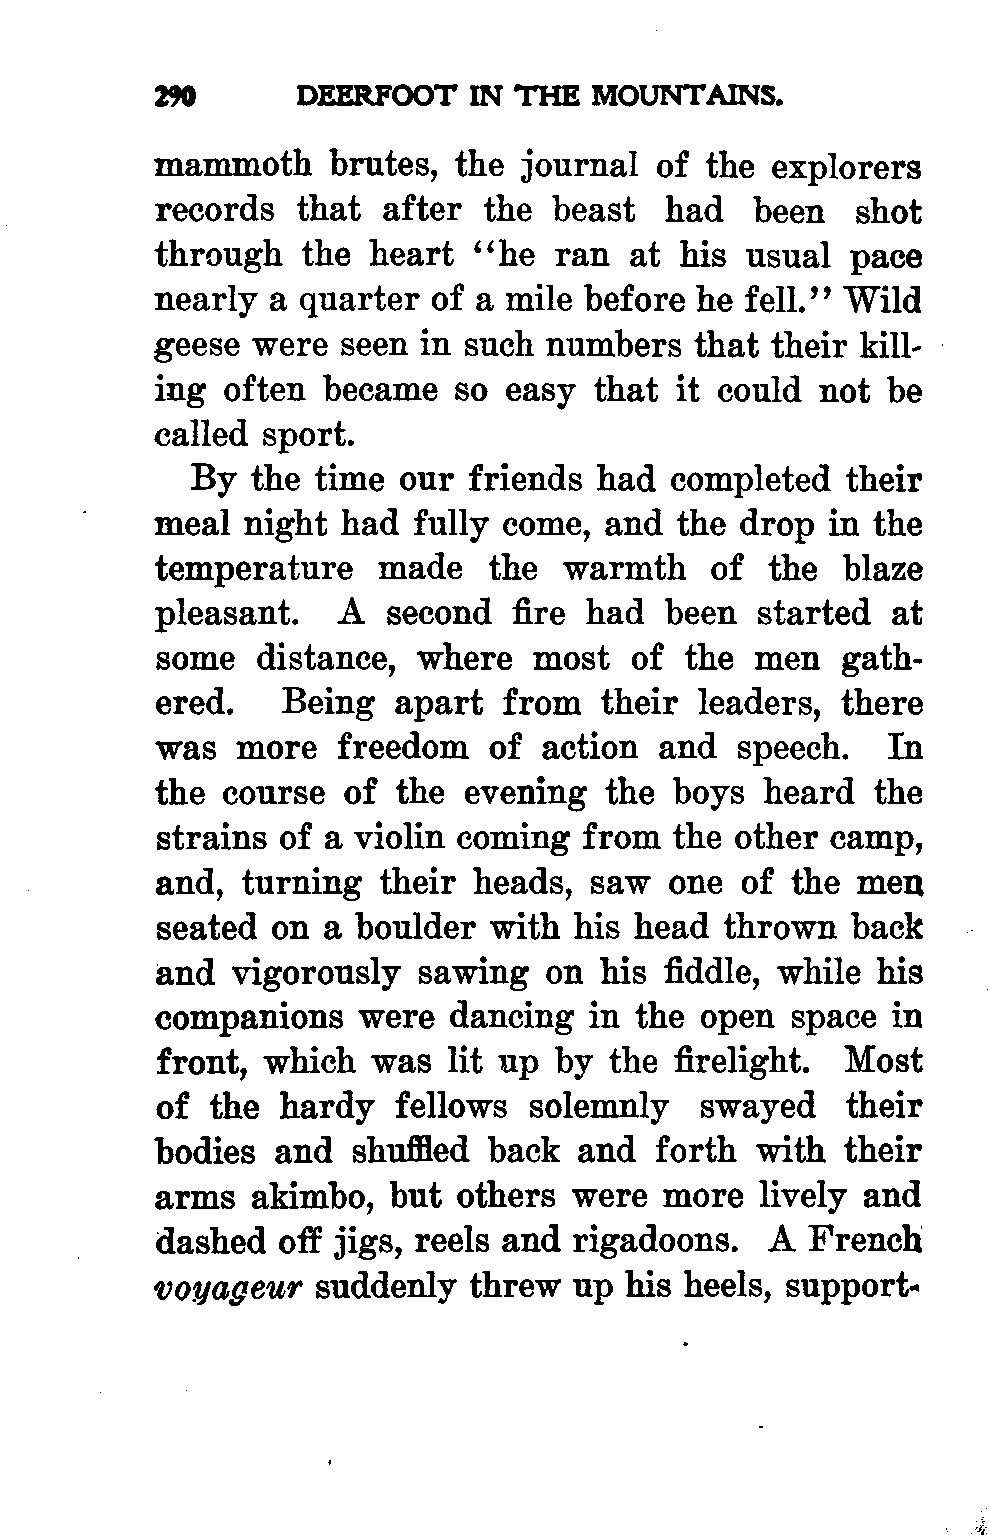 290 DEERFOOT IN THE MOUNTAINS.
mammoth brutes, the journal of the explorers
records that after the beast had been shot
through the heart "he ran at his usual pace
nearly a quarter of a mile before he fell." Wild
geese were seen in such numbers that their kill-
ing often became so easy that it could not be
called sport.
By the time our friends had completed their
meal night had fully come, and the drop in the
temperature made the warmth of the blaze
pleasant. A second fire had been started at
some distance, where most of the men gath-
ered. Being apart from their leaders, there
was more freedom of action and speech. In
the course of the evening the boys heard the
strains of a violin coming from the other camp,
and, turning their heads, saw one of the men
seated on a boulder with his head thrown back
and vigorously sawing on his fiddle, while his
companions were dancing in the open space in
front, which was lit up by the firelight. Most
of the hardy fellows solemnly swayed their
bodies and shuffled back and forth with their
arms akimbo, but others were more lively and
dashed off jigs, reels and rigadoons. A French
voyageur suddenly threw up his heels, support-